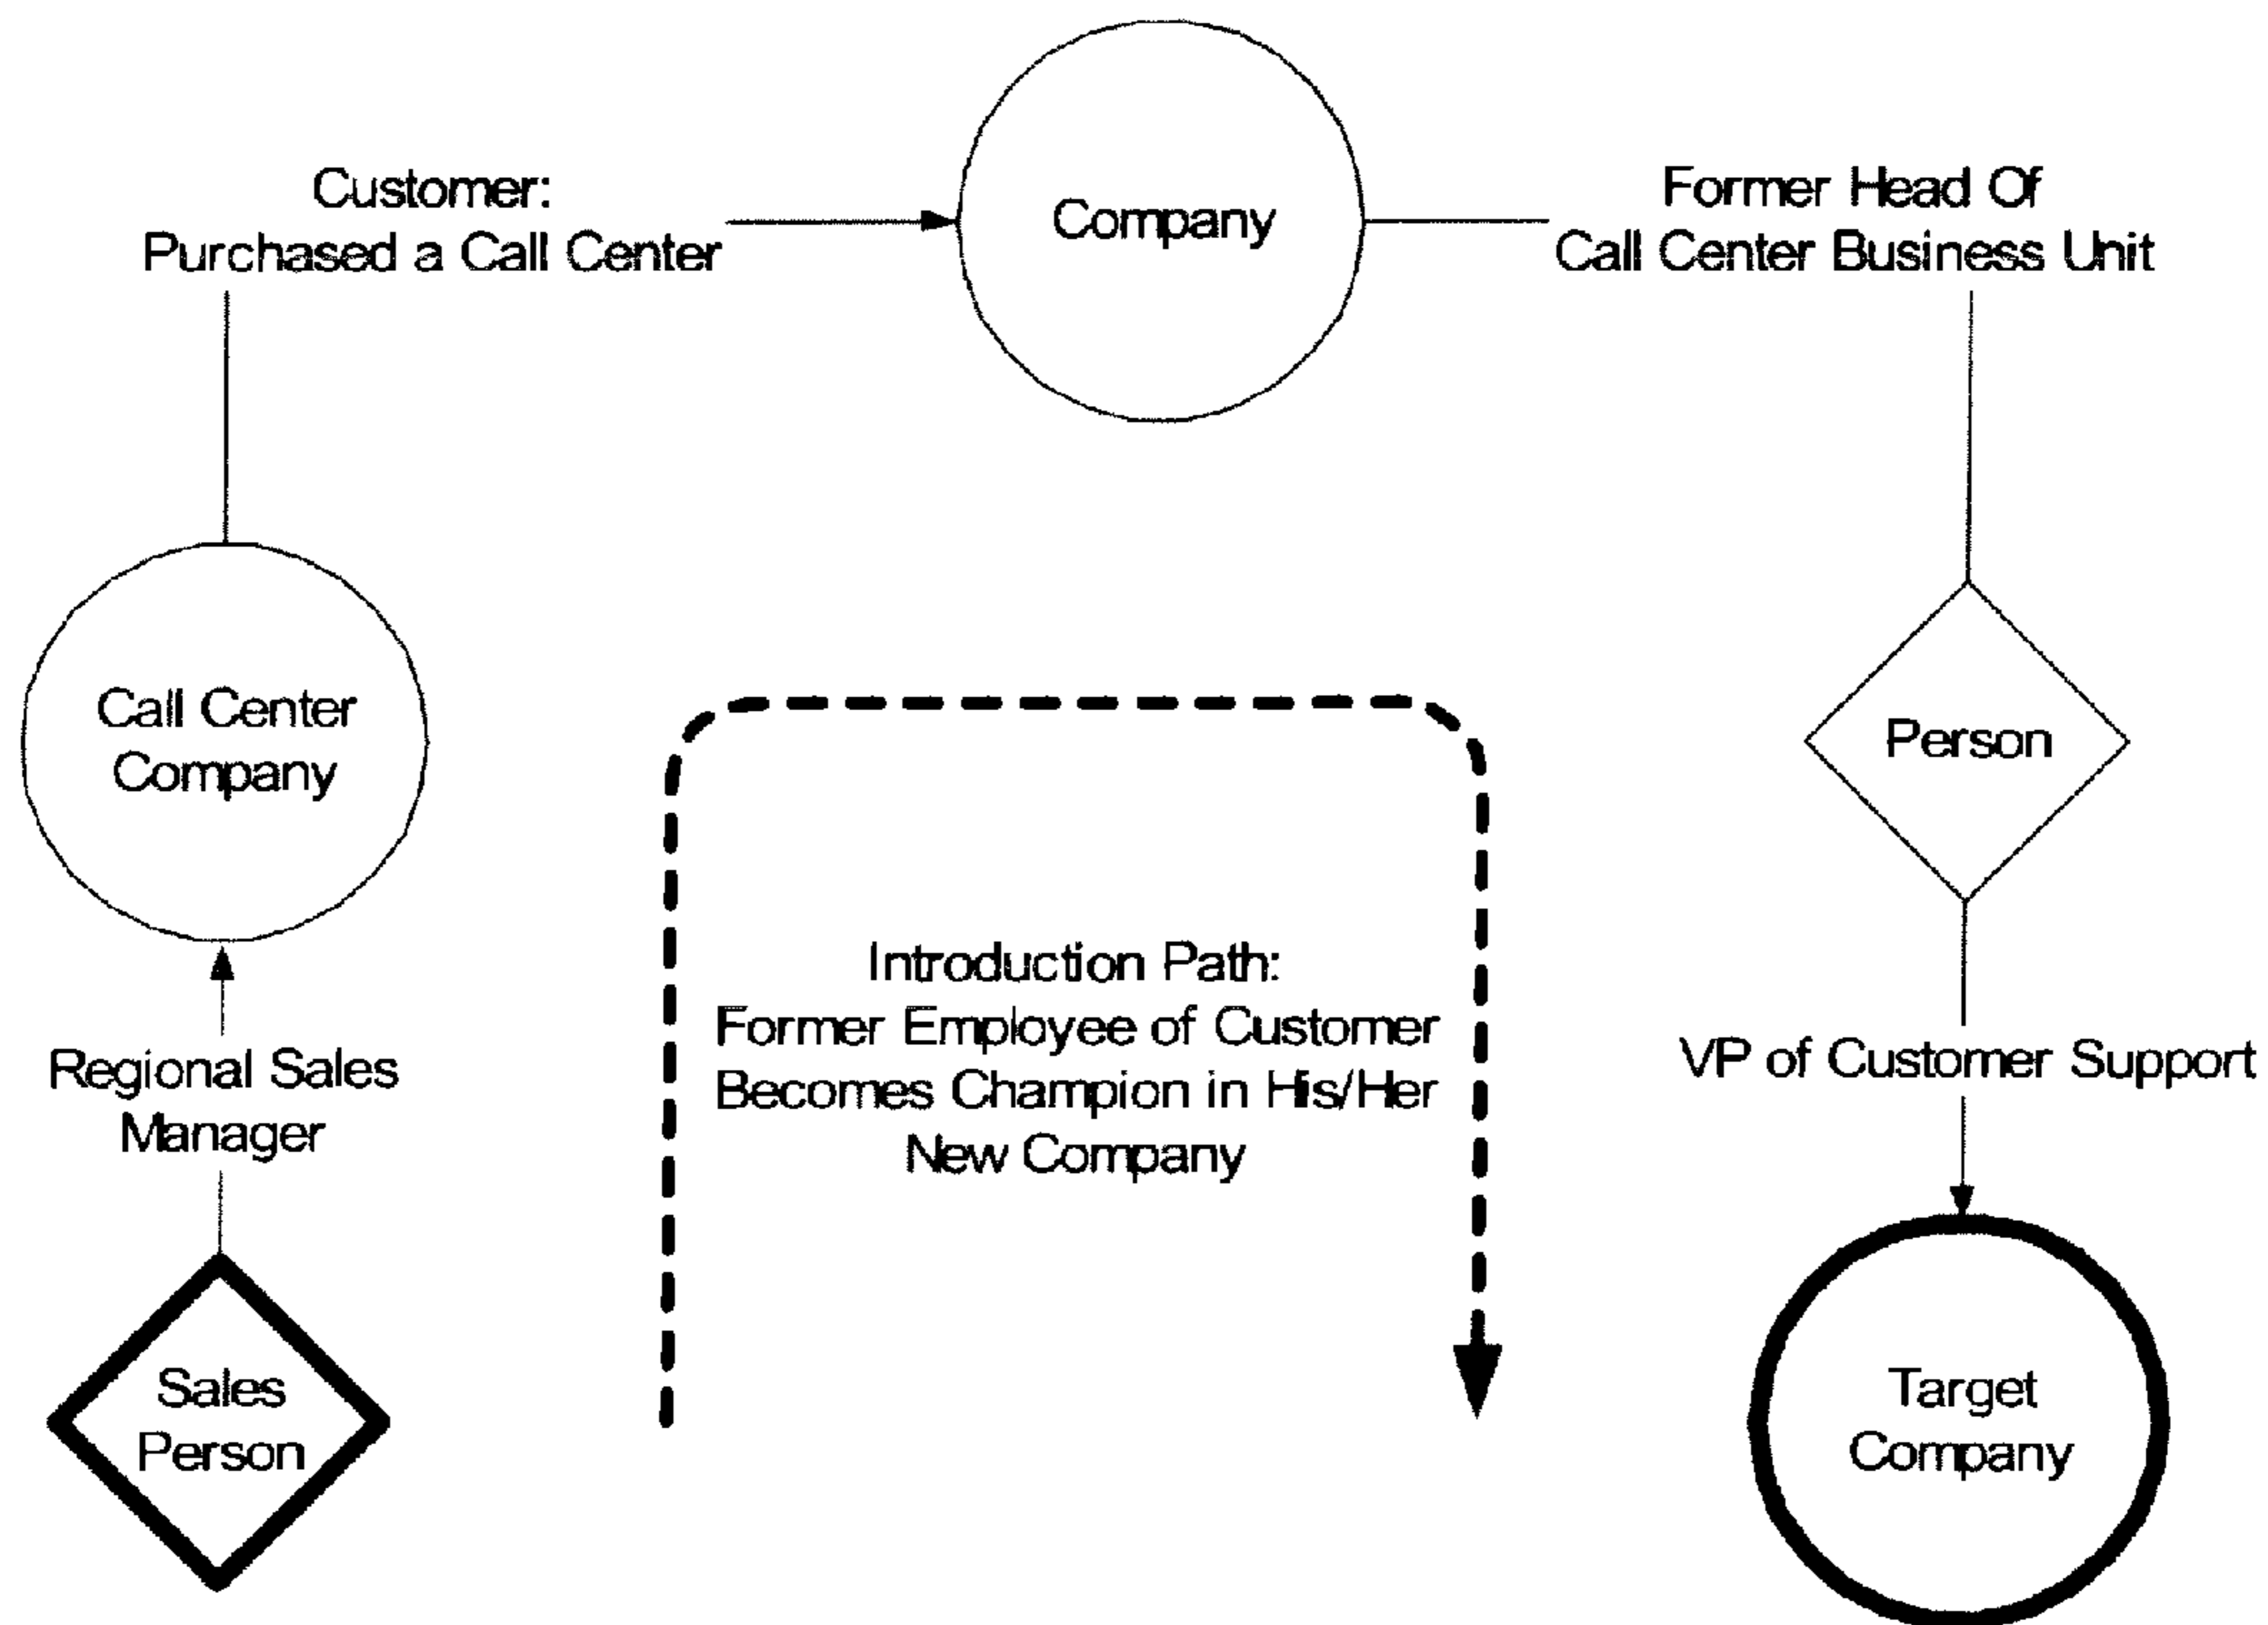 Customer:
Purchased a Call Center
Company
Former Head Of
Call Center Business Unit
Call Center
Company
Person
Introduction Path:
Former Employee of Customer
Becomes Champion in His/Her
New Company
Regional Sales
Manager
VP of Customer Support
Sales
Person
Target
Company